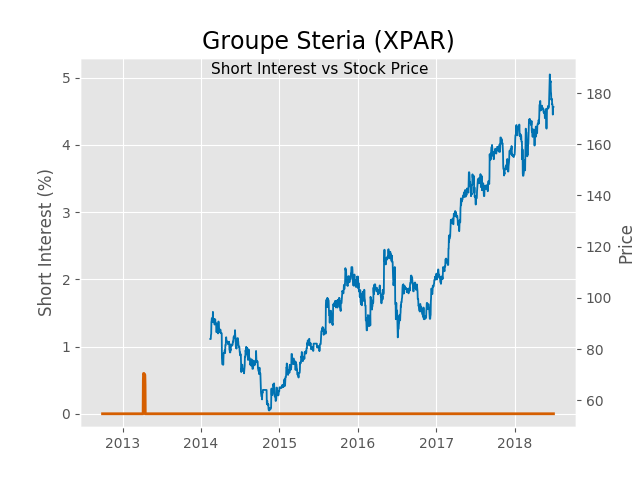 Groupe Steria (XPAR)
Short Interest vs Stock Price
Short Interest (%)
5
4
3
2
1
0
180
160
140
120
100
80
60
Price
2013 2014 2015 2016 2017 2018